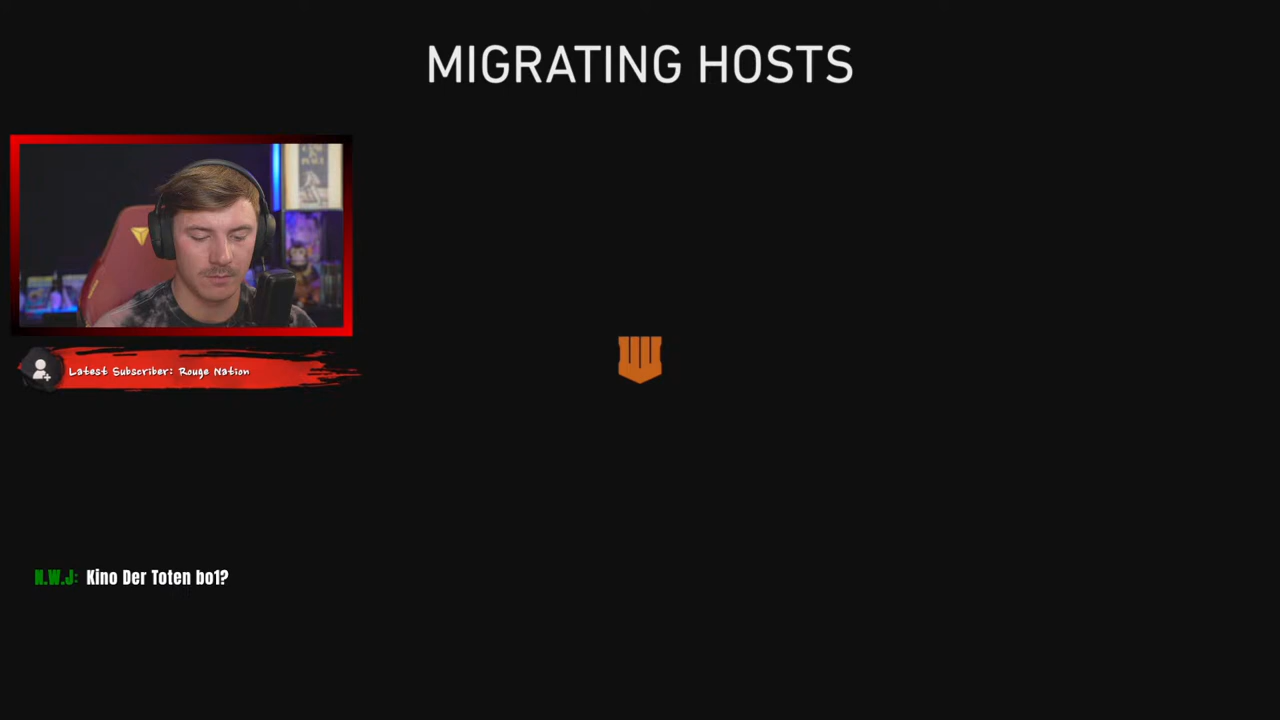 MIGRATING HOSTS
Latest Subscriber: Rouge Nation
N.W.J: Kino Der Toten bo1?